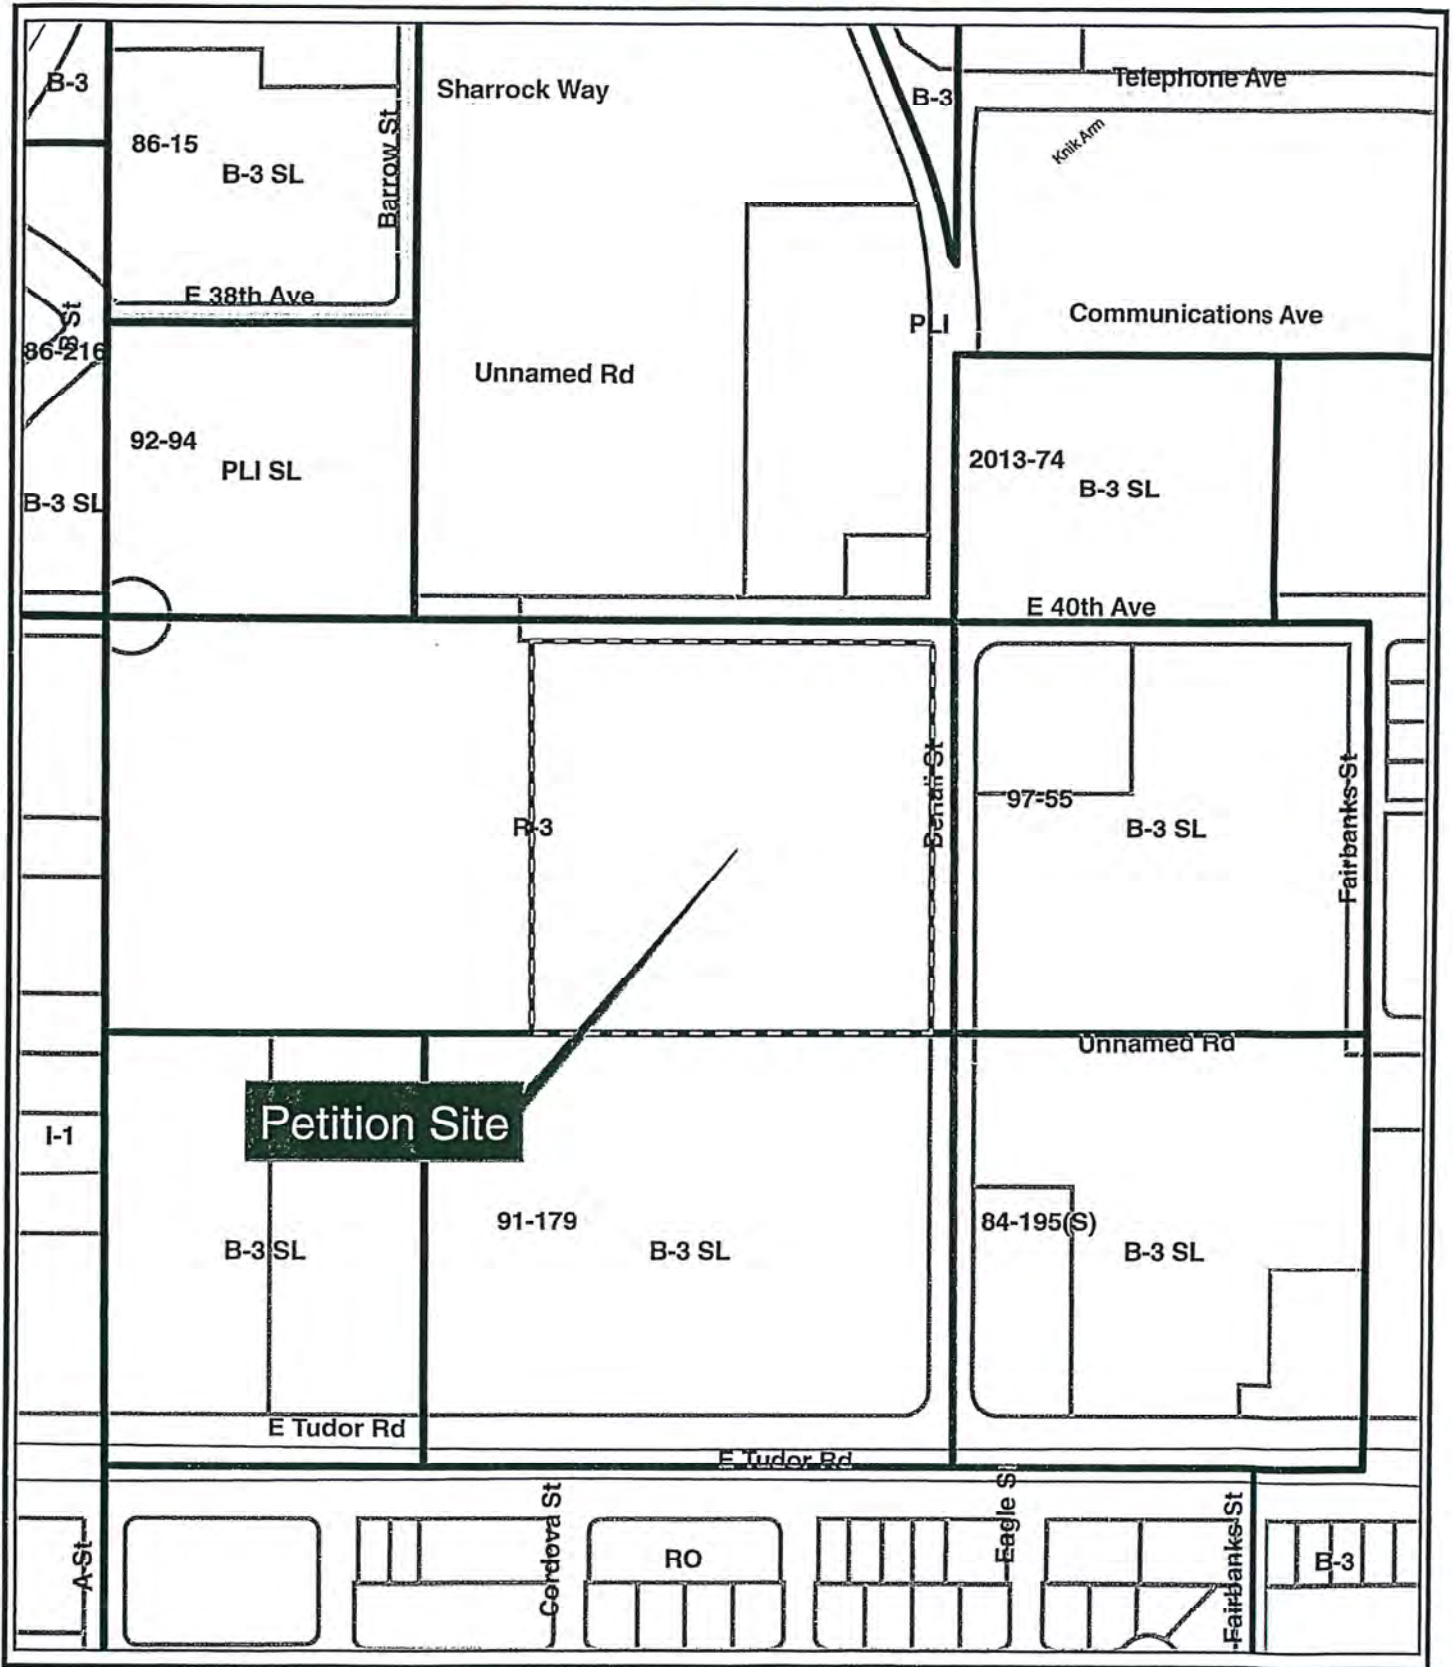 B-3
Sharrock Way
B-3
Telephone Ave
86-15
B-3 SL
Barrow St
Knik Arm
E 38th Ave
B St
86-216
PLI
Communications Ave
Unnamed Rd
92-94
PLI SL
2013-74
B-3 SL
B-3 SL
E 40th Ave
R-3
Denali St
97-55
B-3 SL
Fairbanks St
Unnamed Rd
Petition Site
I-1
91-179
84-195(S)
B-3 SL
B-3 SL
B-3 SL
E Tudor Rd
E Tudor Rd
A St
Cordova St
RO
Eagle S
Fairbanks St
B-3